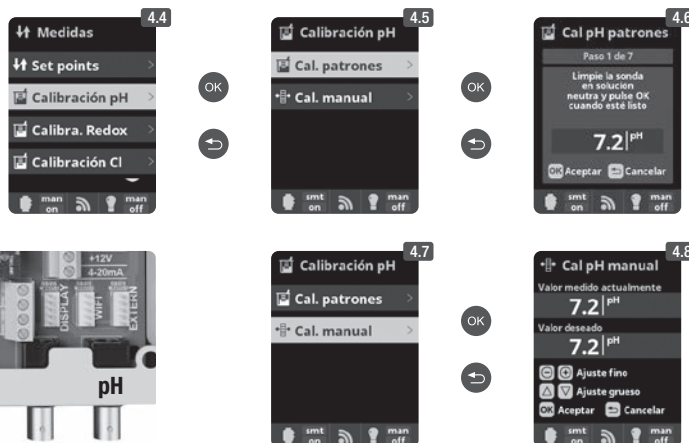 4.4
Medidas
Set points
Calibración pH
Calibra. Redox
Calibración Cl
man on
man off
OK
4.5
Calibración pH
Cal. patrones
Cal. manual
smt on
man off
OK
4.6
Cal pH patrones
Paso 1 de 7
Limpie la sonda
en solución
neutra y pulse OK
cuando esté listo
7.2 pH
OK Aceptar Cancelar
smt on
man off
+12V
4-20mA
DISPLAY
WIFI
EXTERN
pH
4.7
Calibración pH
Cal. patrones
Cal. manual
smt on
man off
OK
4.8
Cal pH manual
Valor medido actualmente
7.2 pH
Valor deseado
7.2 pH
Ajuste fino
Ajuste grueso
OK Aceptar Cancelar
smt on
man off